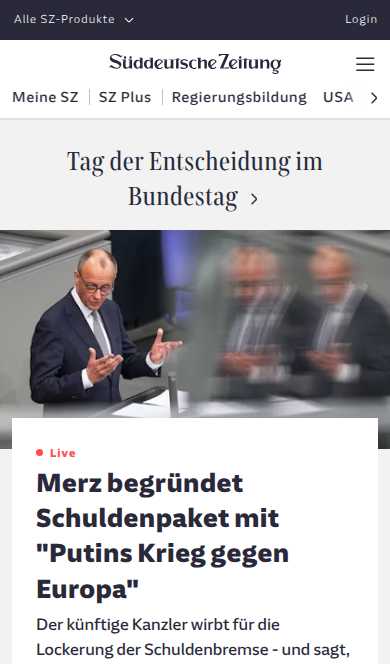 Alle SZ-Produkte
Login
Süddeutsche Zeitung
Meine SZ
SZ Plus
Regierungsbildung
USA
Tag der Entscheidung im
Bundestag
Live
Merz begründet
Schuldenpaket mit
"Putins Krieg gegen
Europa"
Der künftige Kanzler wirbt für die
Lockerung der Schuldenbremse - und sagt,